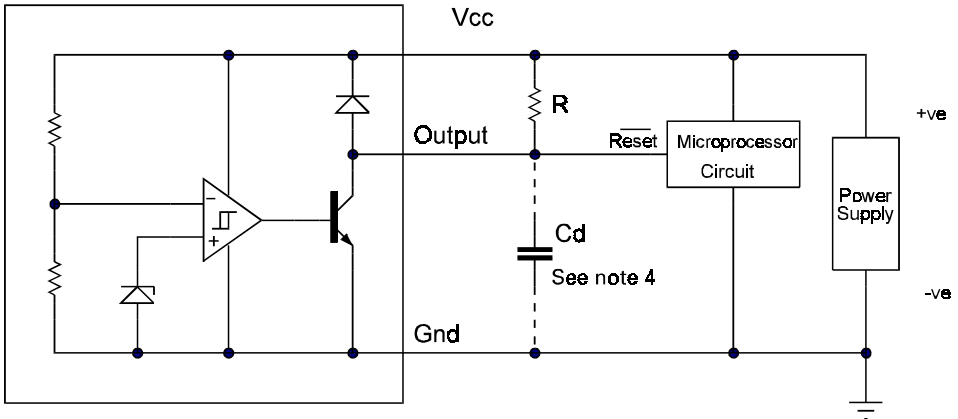 Vcc
R
+ve
Output
Reset
Microprocessor
Circuit
Power
Supply
−
+
Cd
See note 4
-ve
Gnd